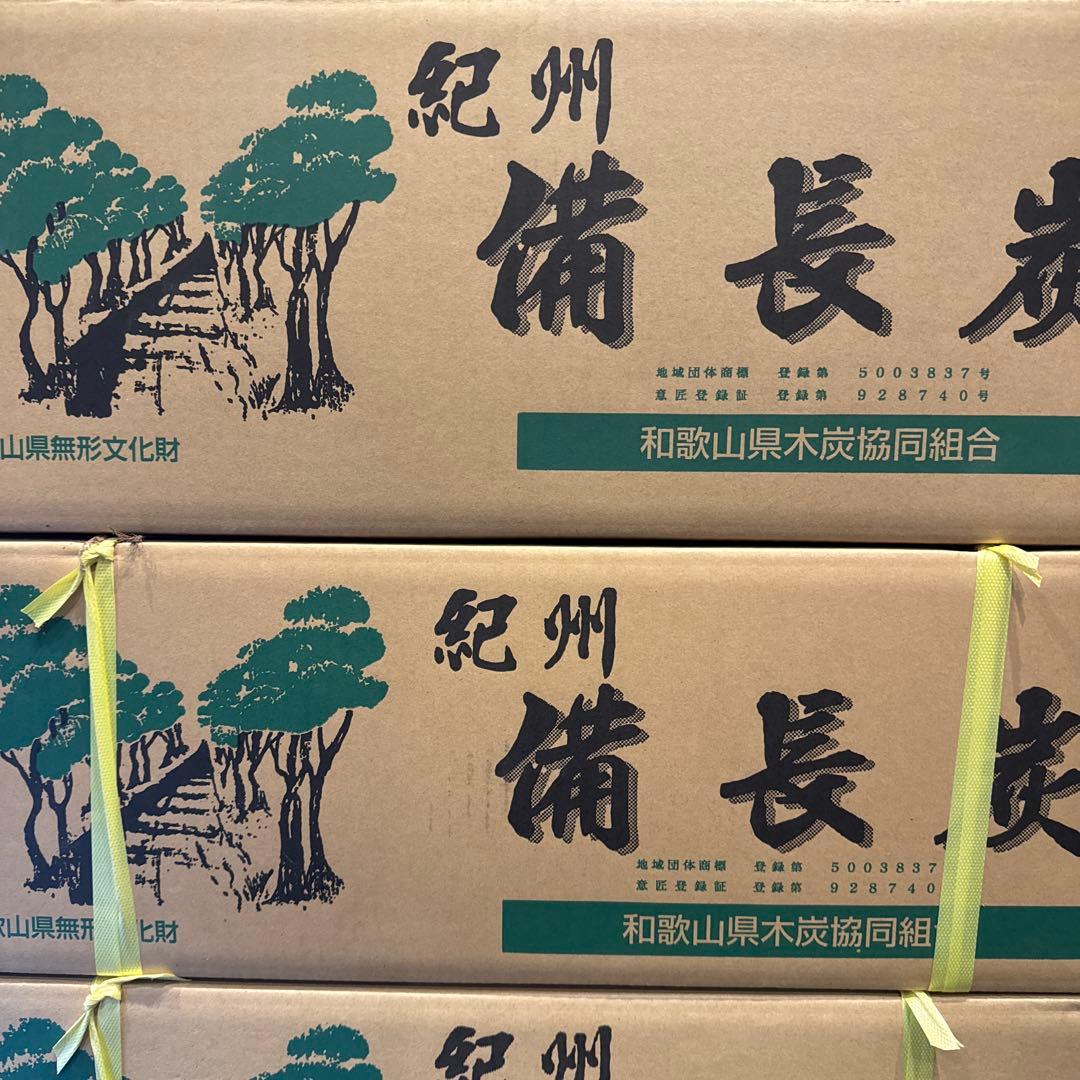 紀州
備長炭
地域団体商標 登録第 5003837号
意匠登録証 登録第 928740号
山県無形文化財
和歌山県木炭協同組合
紀州
備長炭
地域団体商標 登録第 5003837
意匠登録証 登録第 928740
歌山県無形 化財
和歌山県木炭協同組
紀州